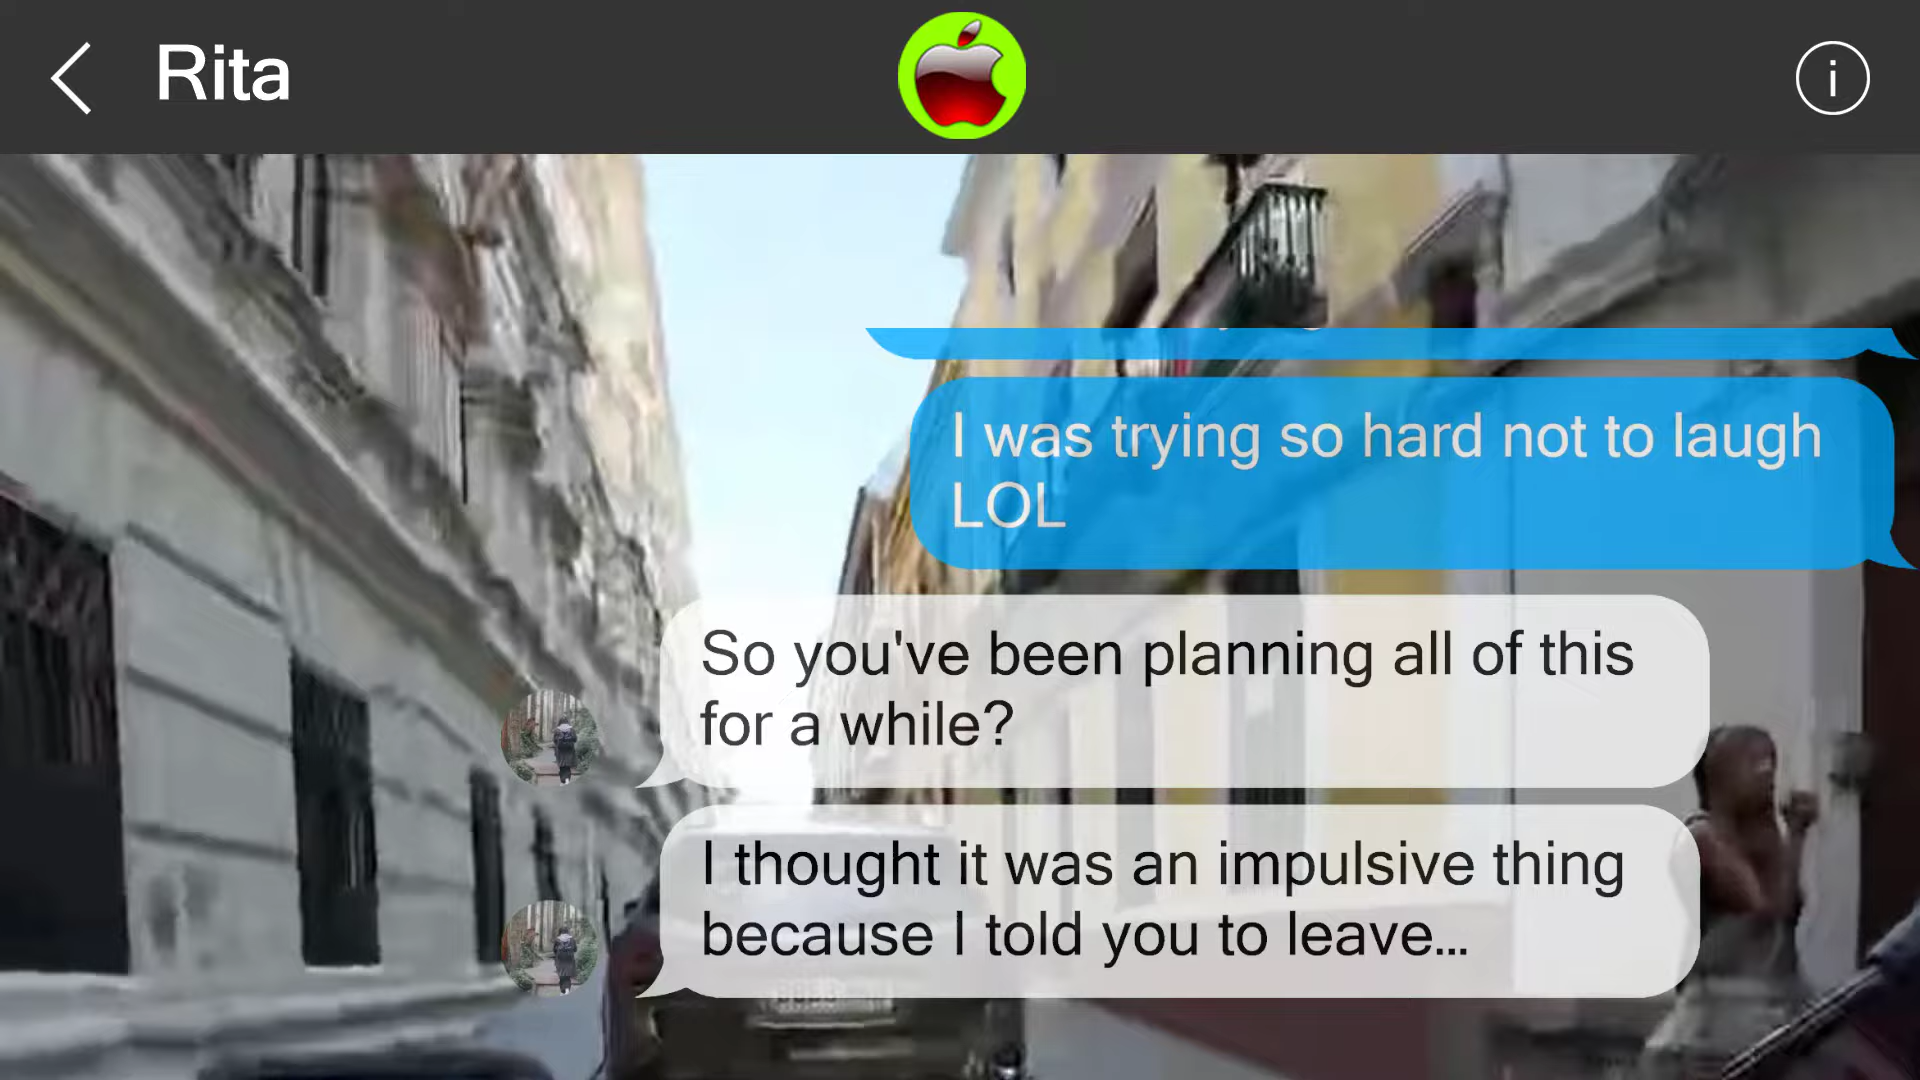 Rita
I was trying so hard not to laugh
LOL
So you've been planning all of this
for a while?
I thought it was an impulsive thing
because I told you to leave...